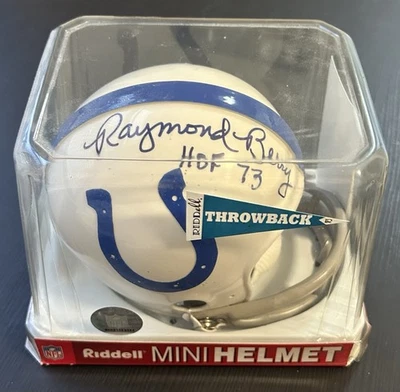 Raymond Berry
HOF 73
Riddell
THROWBACK
NFL
Riddell MINI HELMET